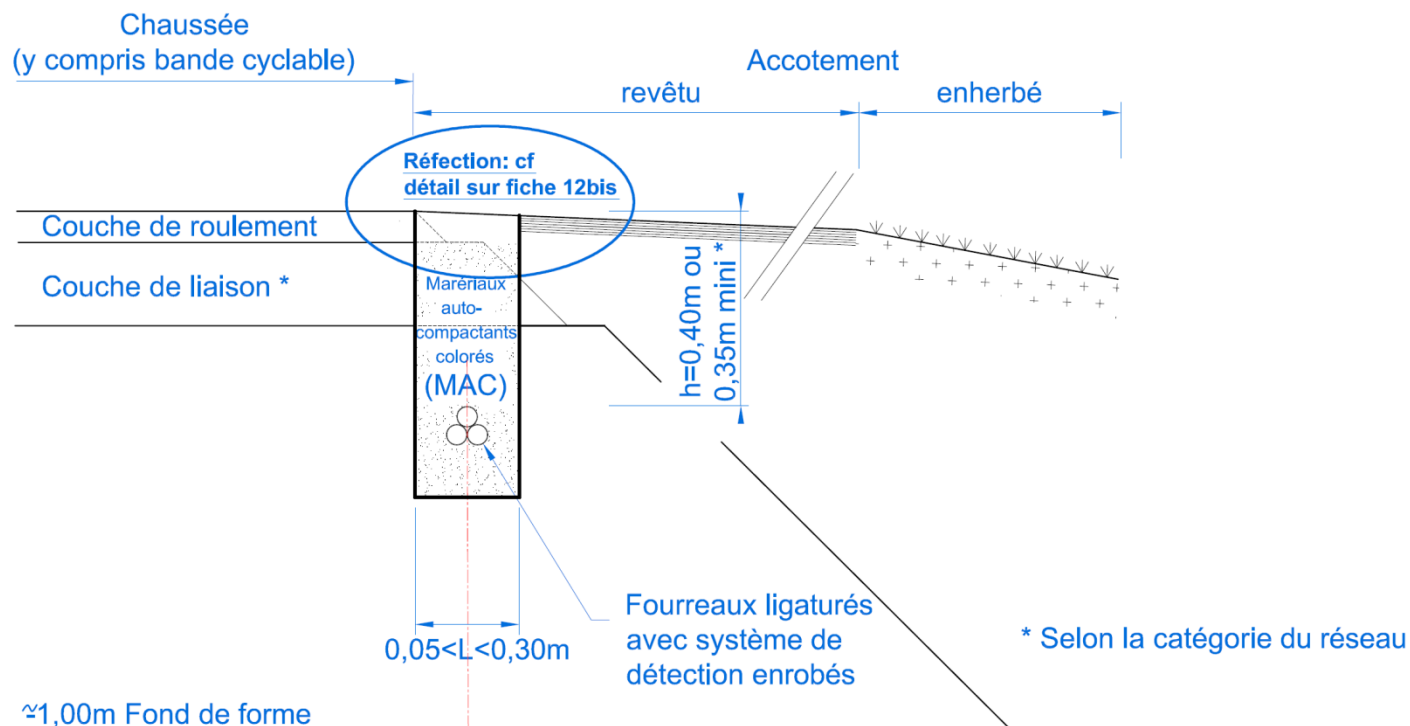 Chaussée
(y compris bande cyclable)
Accotement
revêtu
enherbé
Réfection: cf
détail sur fiche 12bis
Couche de roulement
Couche de liaison *
Marériaux
auto-
compactants
colorés
(MAC)
h=0,40m ou
0,35m mini *
0,05<L<0,30m
Fourreaux ligaturés
avec système de
détection enrobés
* Selon la catégorie du réseau
≃1,00m Fond de forme